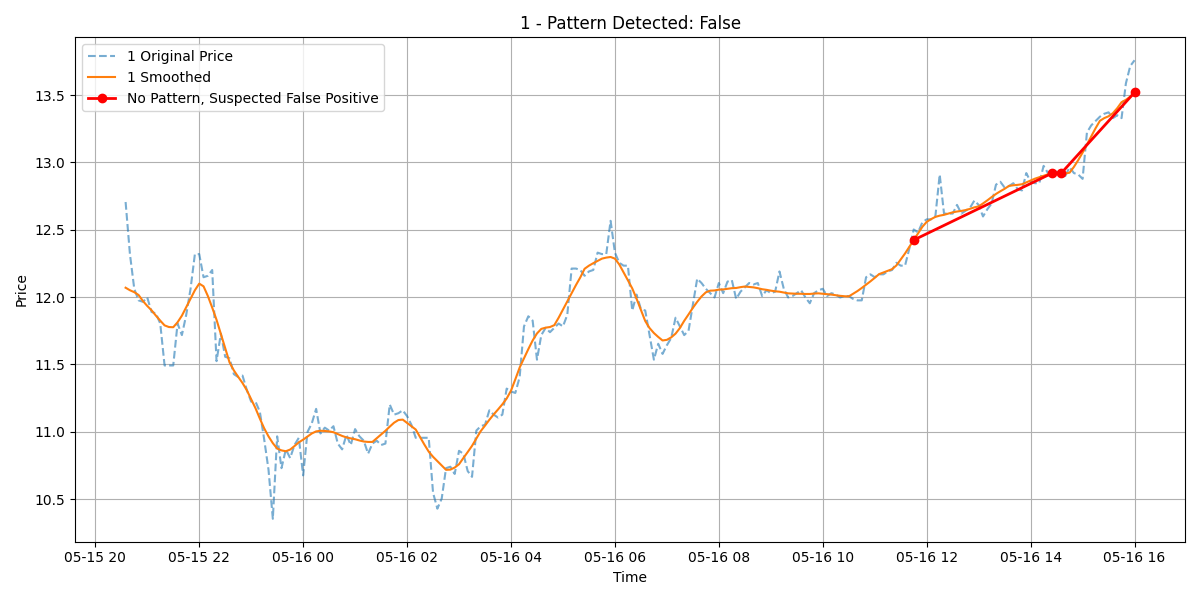 1 - Pattern Detected: False
1 Original Price
1 Smoothed
No Pattern, Suspected False Positive
Price
13.5
13.0
12.5
12.0
11.5
11.0
10.5
05-15 20 05-15 22 05-16 00 05-16 02 05-16 04 05-16 06 05-16 08 05-16 10 05-16 12 05-16 14 05-16 16
Time